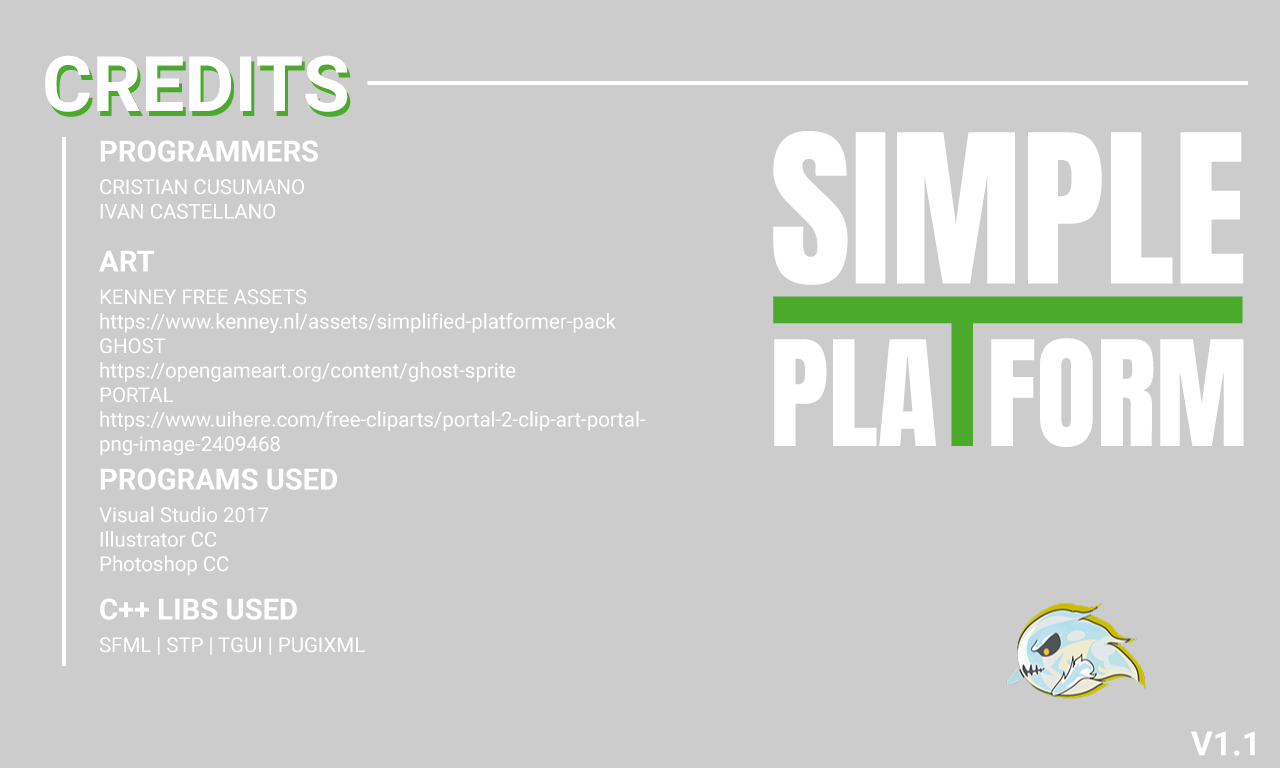 CREDITS
PROGRAMMERS
CRISTIAN CUSUMANO
IVAN CASTELLANO
ART
KENNEY FREE ASSETS
https://www.kenney.nl/assets/simplified-platformer-pack
GHOST
https://opengameart.org/content/ghost-sprite
PORTAL
https://www.uihere.com/free-cliparts/portal-2-clip-art-portal-
png-image-2409468
PROGRAMS USED
Visual Studio 2017
Illustrator CC
Photoshop CC
C++ LIBS USED
SFML | STP | TGUI | PUGIXML
SIMPLE
PLATFORM
V1.1